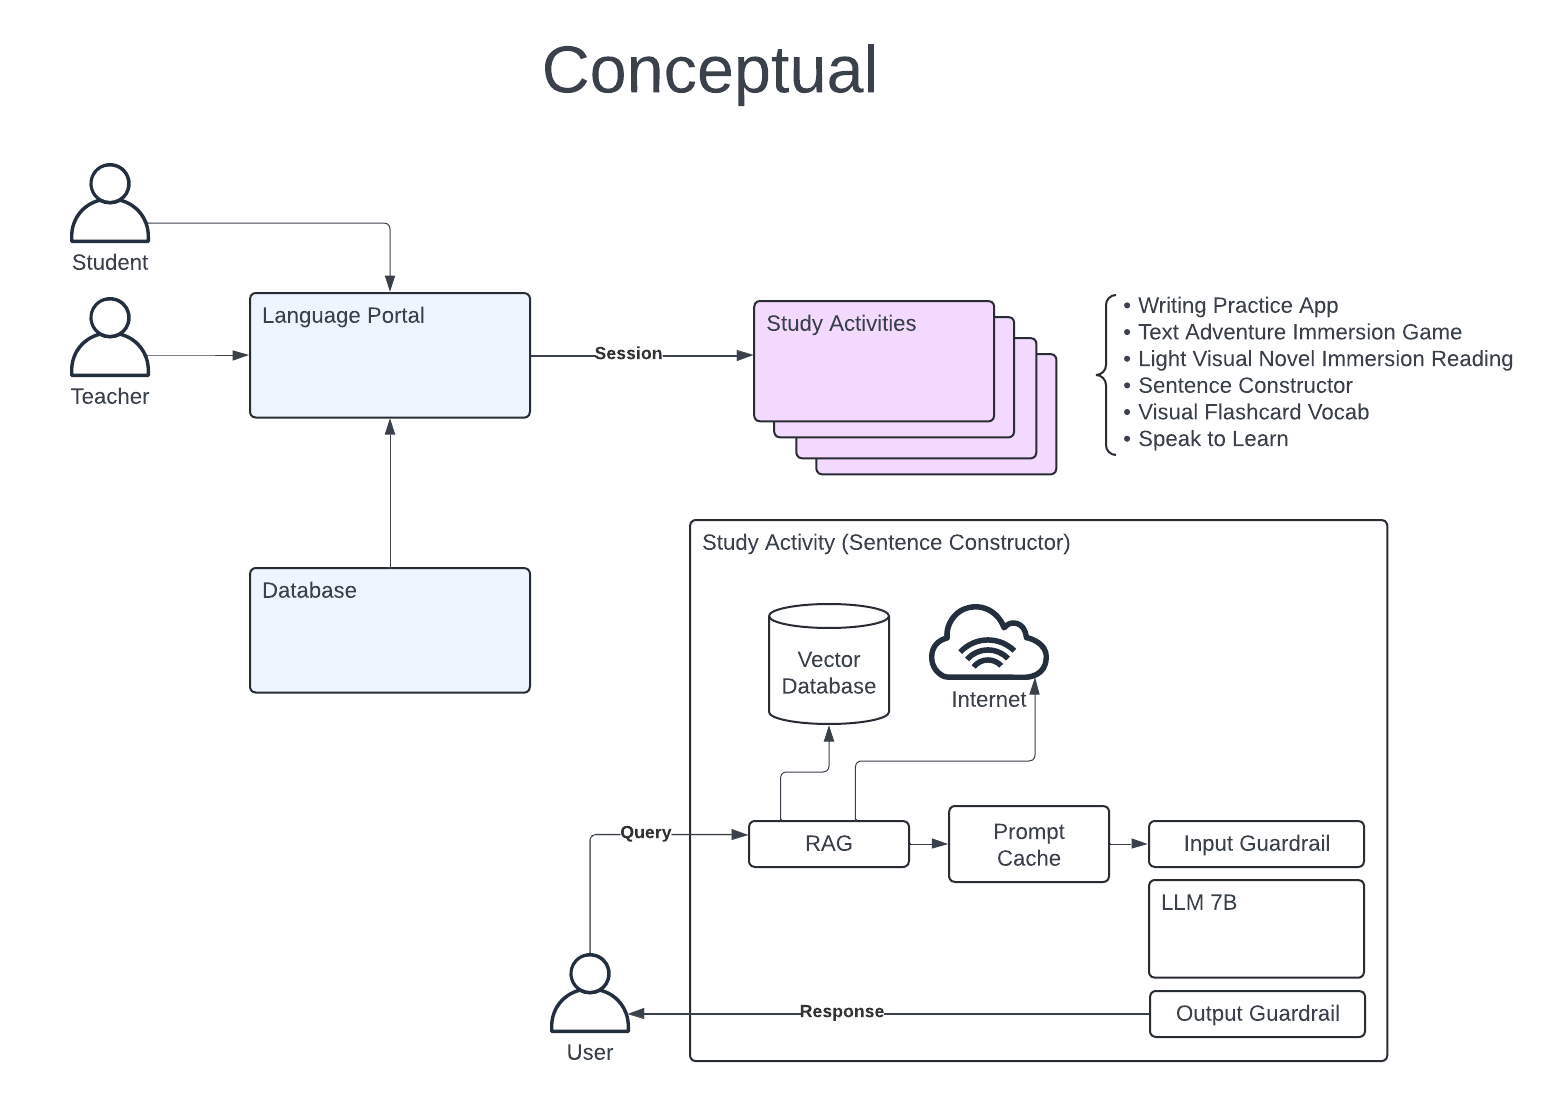 Conceptual
Student
Teacher
Language Portal
Session
Study Activities
• Writing Practice App
• Text Adventure Immersion Game
• Light Visual Novel Immersion Reading
• Sentence Constructor
• Visual Flashcard Vocab
• Speak to Learn
Database
Study Activity (Sentence Constructor)
Vector
Database
Internet
Query
RAG
Prompt
Cache
Input Guardrail
LLM 7B
Output Guardrail
Response
User